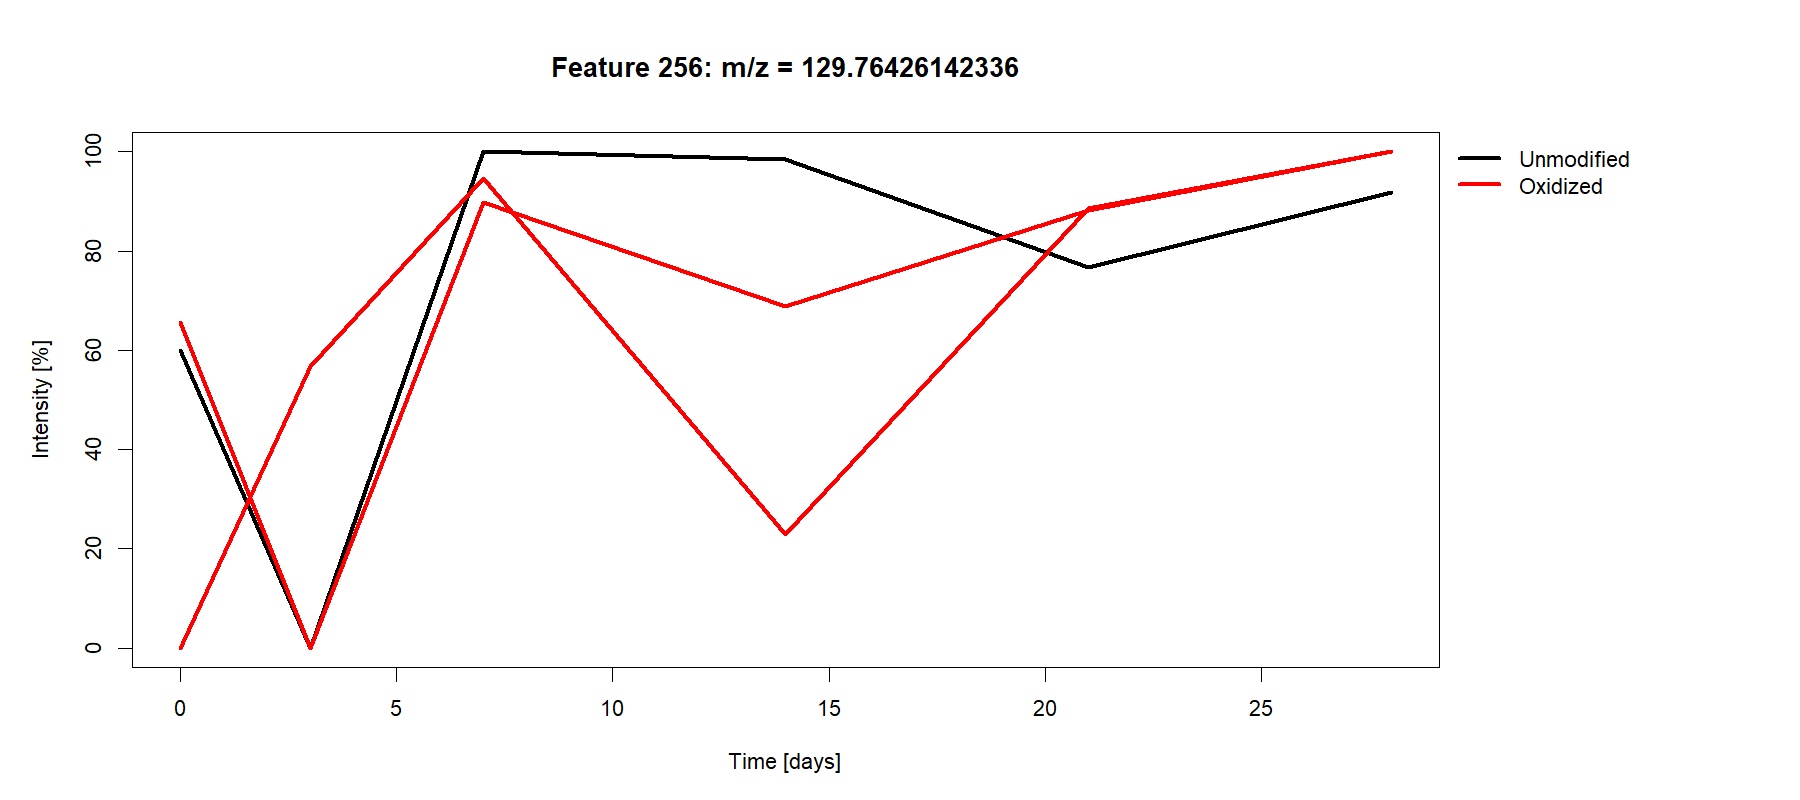 Feature 256: m/z = 129.76426142336
Unmodified
Oxidized
Intensity [%]
100
80
60
40
20
0
0 5 10 15 20 25
Time [days]